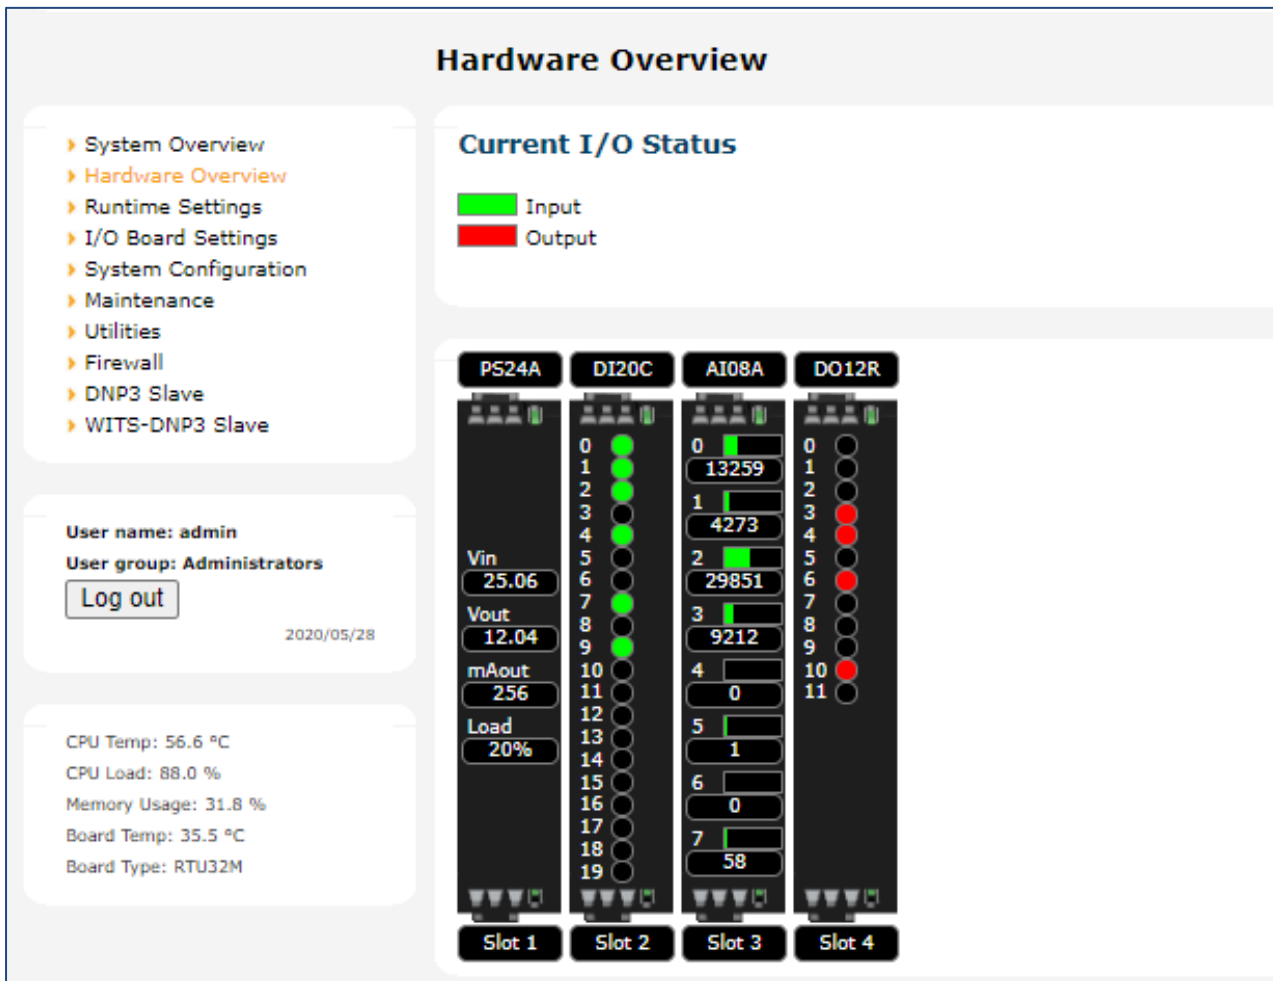 Hardware Overview
System Overview
Hardware Overview
Runtime Settings
I/O Board Settings
System Configuration
Maintenance
Utilities
Firewall
DNP3 Slave
WITS-DNP3 Slave
User name: admin
User group: Administrators
Log out
2020/05/28
CPU Temp: 56.6 ºC
CPU Load: 88.0 %
Memory Usage: 31.8 %
Board Temp: 35.5 ºC
Board Type: RTU32M
Current I/O Status
Input
Output
PS24A
Vin
25.06
Vout
12.04
mAout
256
Load
20%
Slot 1
DI20C
0
1
2
3
4
5
6
7
8
9
10
11
12
13
14
15
16
17
18
19
Slot 2
AI08A
0
13259
1
4273
2
29851
3
9212
4
0
5
1
6
0
7
58
Slot 3
DO12R
0
1
2
3
4
5
6
7
8
9
10
11
Slot 4